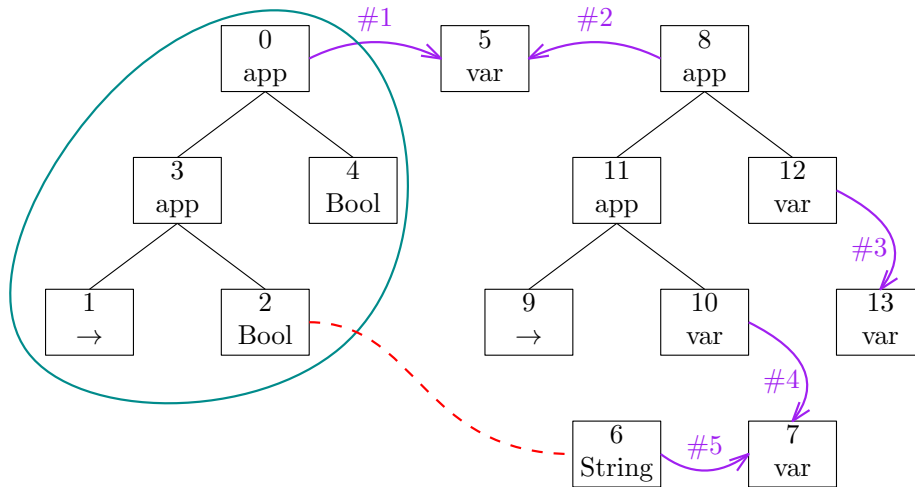 #1
#2
0
app
5
var
8
app
3
app
4
Bool
11
app
12
var
#3
1
→
2
Bool
9
→
10
var
13
var
#4
6
String
#5
7
var